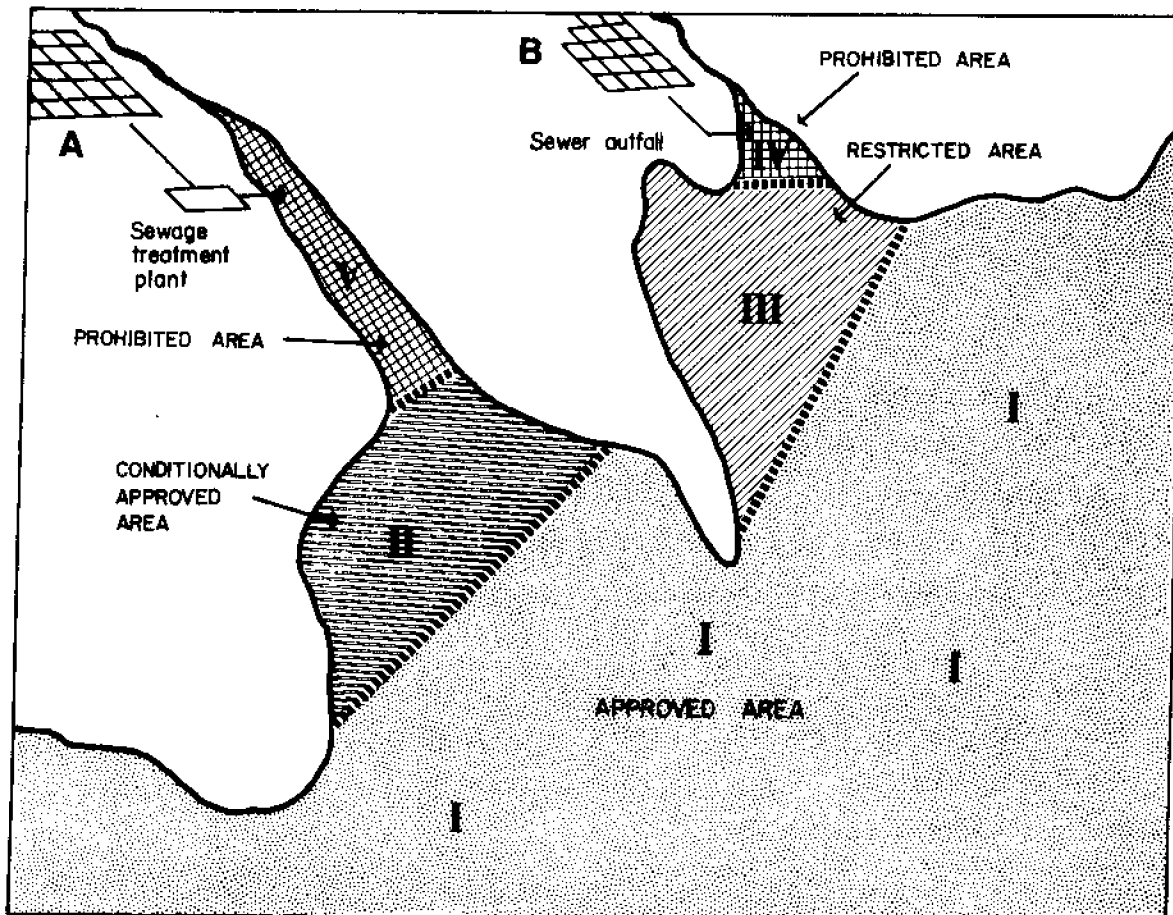 B
PROHIBITED AREA
A
Sewer outfall
IV
RESTRICTED AREA
Sewage
treatment
plant
V
III
PROHIBITED AREA
I
CONDITIONALLY
APPROVED
AREA
II
I
I
APPROVED AREA
I